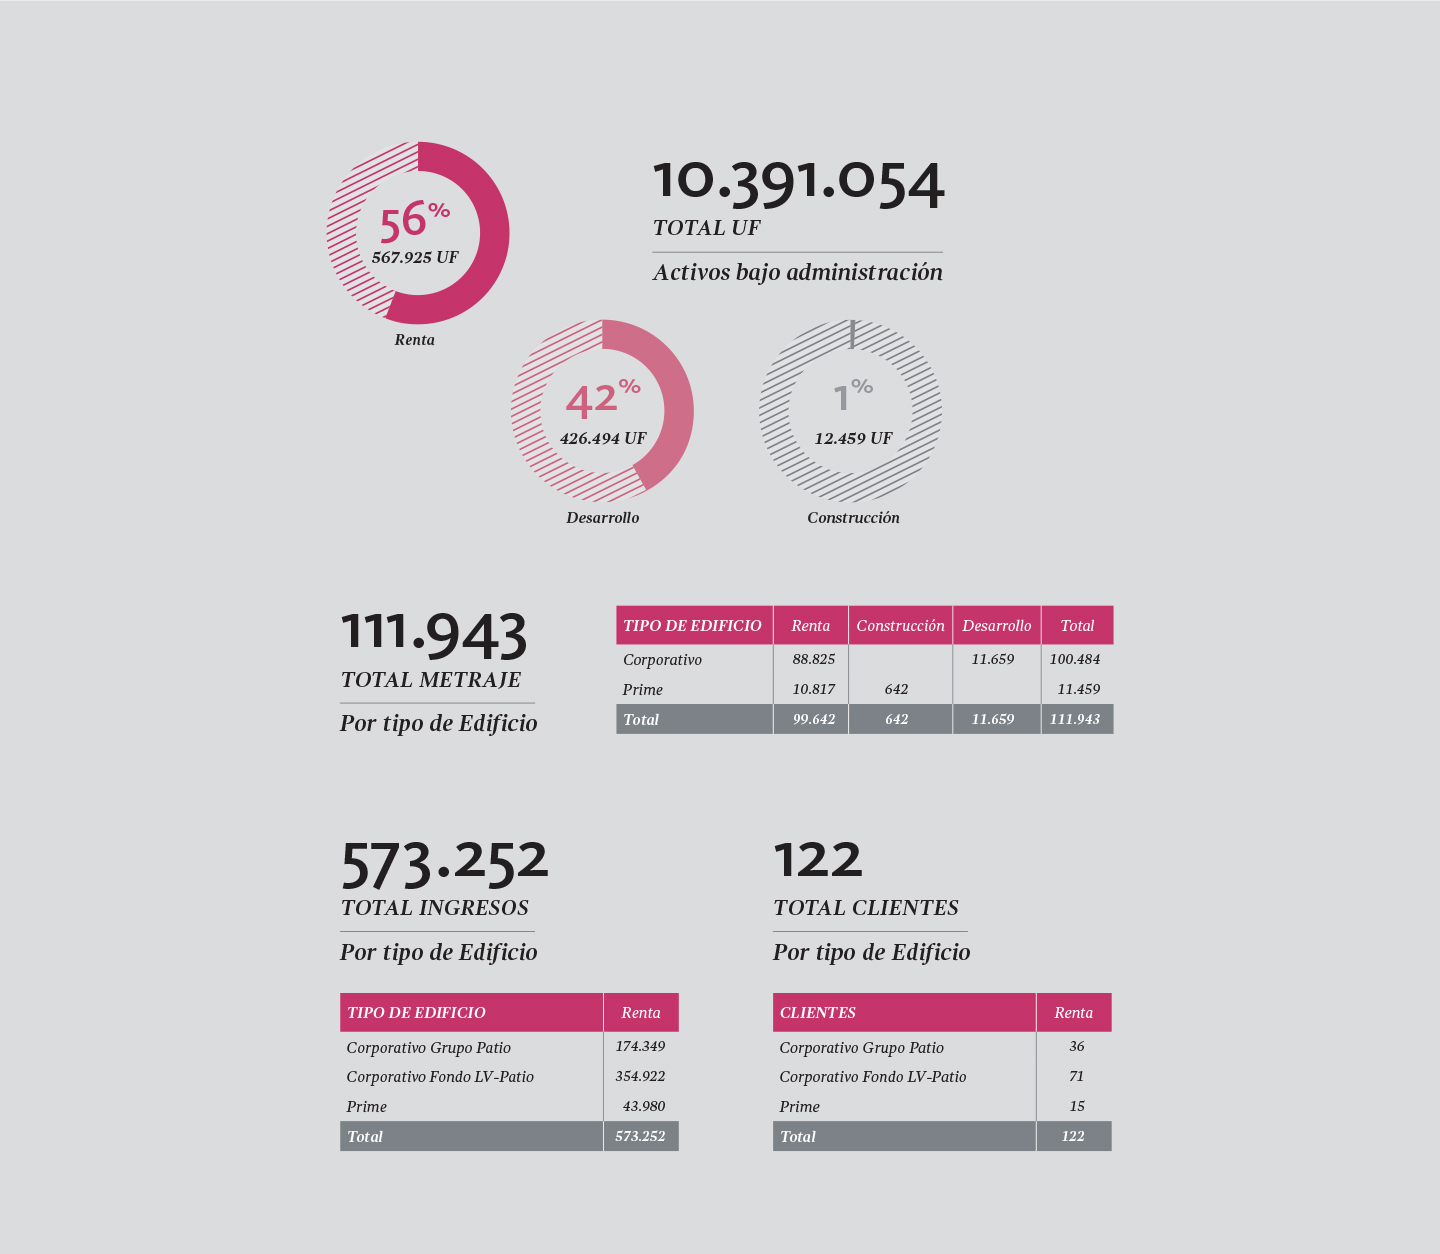 56%
567.925 UF
Renta
10.391.054
TOTAL UF
Activos bajo administración
42%
426.494 UF
Desarrollo
1%
12.459 UF
Construcción
111.943
TOTAL METRAJE
Por tipo de Edificio
TIPO DE EDIFICIO Renta Construcción Desarrollo Total
Corporativo 88.825 11.659 100.484
Prime 10.817 642 11.459
Total 99.642 642 11.659 111.943
573.252
TOTAL INGRESOS
Por tipo de Edificio
TIPO DE EDIFICIO Renta
Corporativo Grupo Patio 174.349
Corporativo Fondo LV-Patio 354.922
Prime 43.980
Total 573.252
122
TOTAL CLIENTES
Por tipo de Edificio
CLIENTES Renta
Corporativo Grupo Patio 36
Corporativo Fondo LV-Patio 71
Prime 15
Total 122